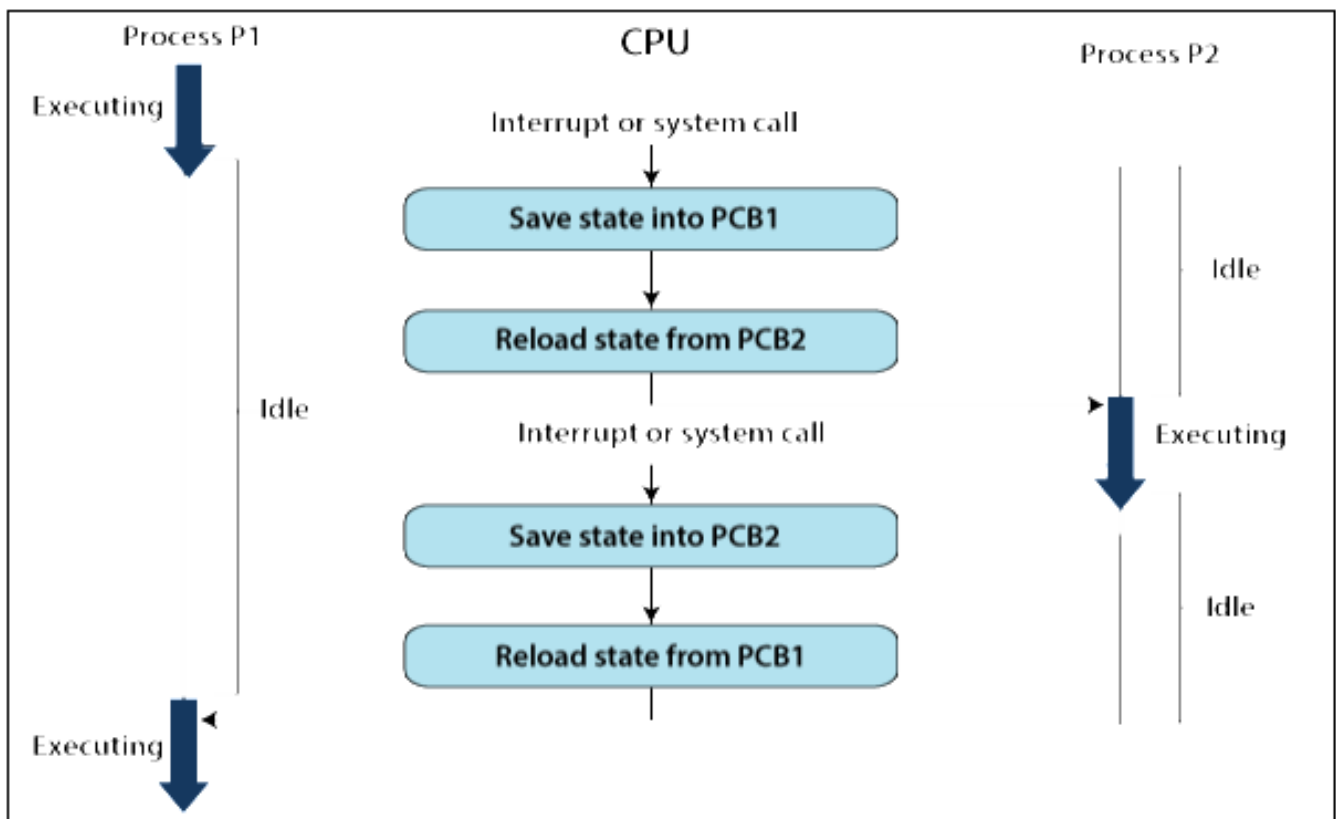 Process P1
CPU
Process P2
Executing
Interrupt or system call
Save state into PCB1
Idle
Reload state from PCB2
Idle
Interrupt or system call
Executing
Save state into PCB2
Idle
Reload state from PCB1
Executing